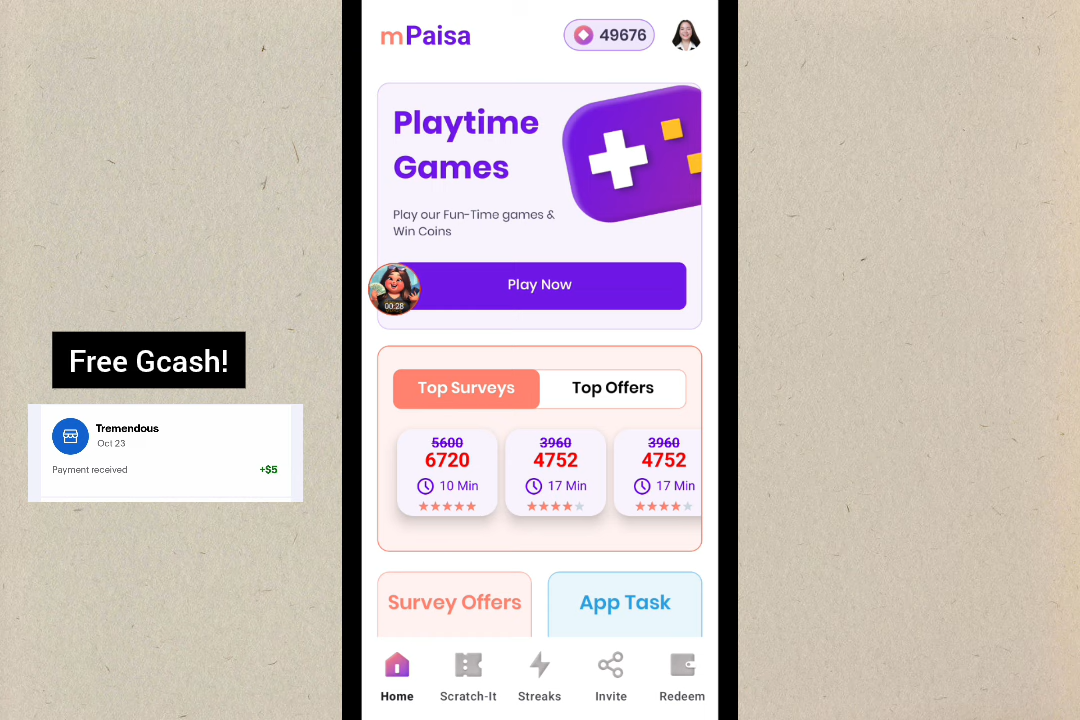 mPaisa
49676
Playtime
Games
Play our Fun-Time games &
Win Coins
Play Now
00:28
Free Gcash!
Tremendous
Oct 23
Payment received
+$5
Top Surveys
Top Offers
5600
6720
10 Min
3960
4752
17 Min
3960
4752
17 Min
Survey Offers
App Task
Home
Scratch-It
Streaks
Invite
Redeem